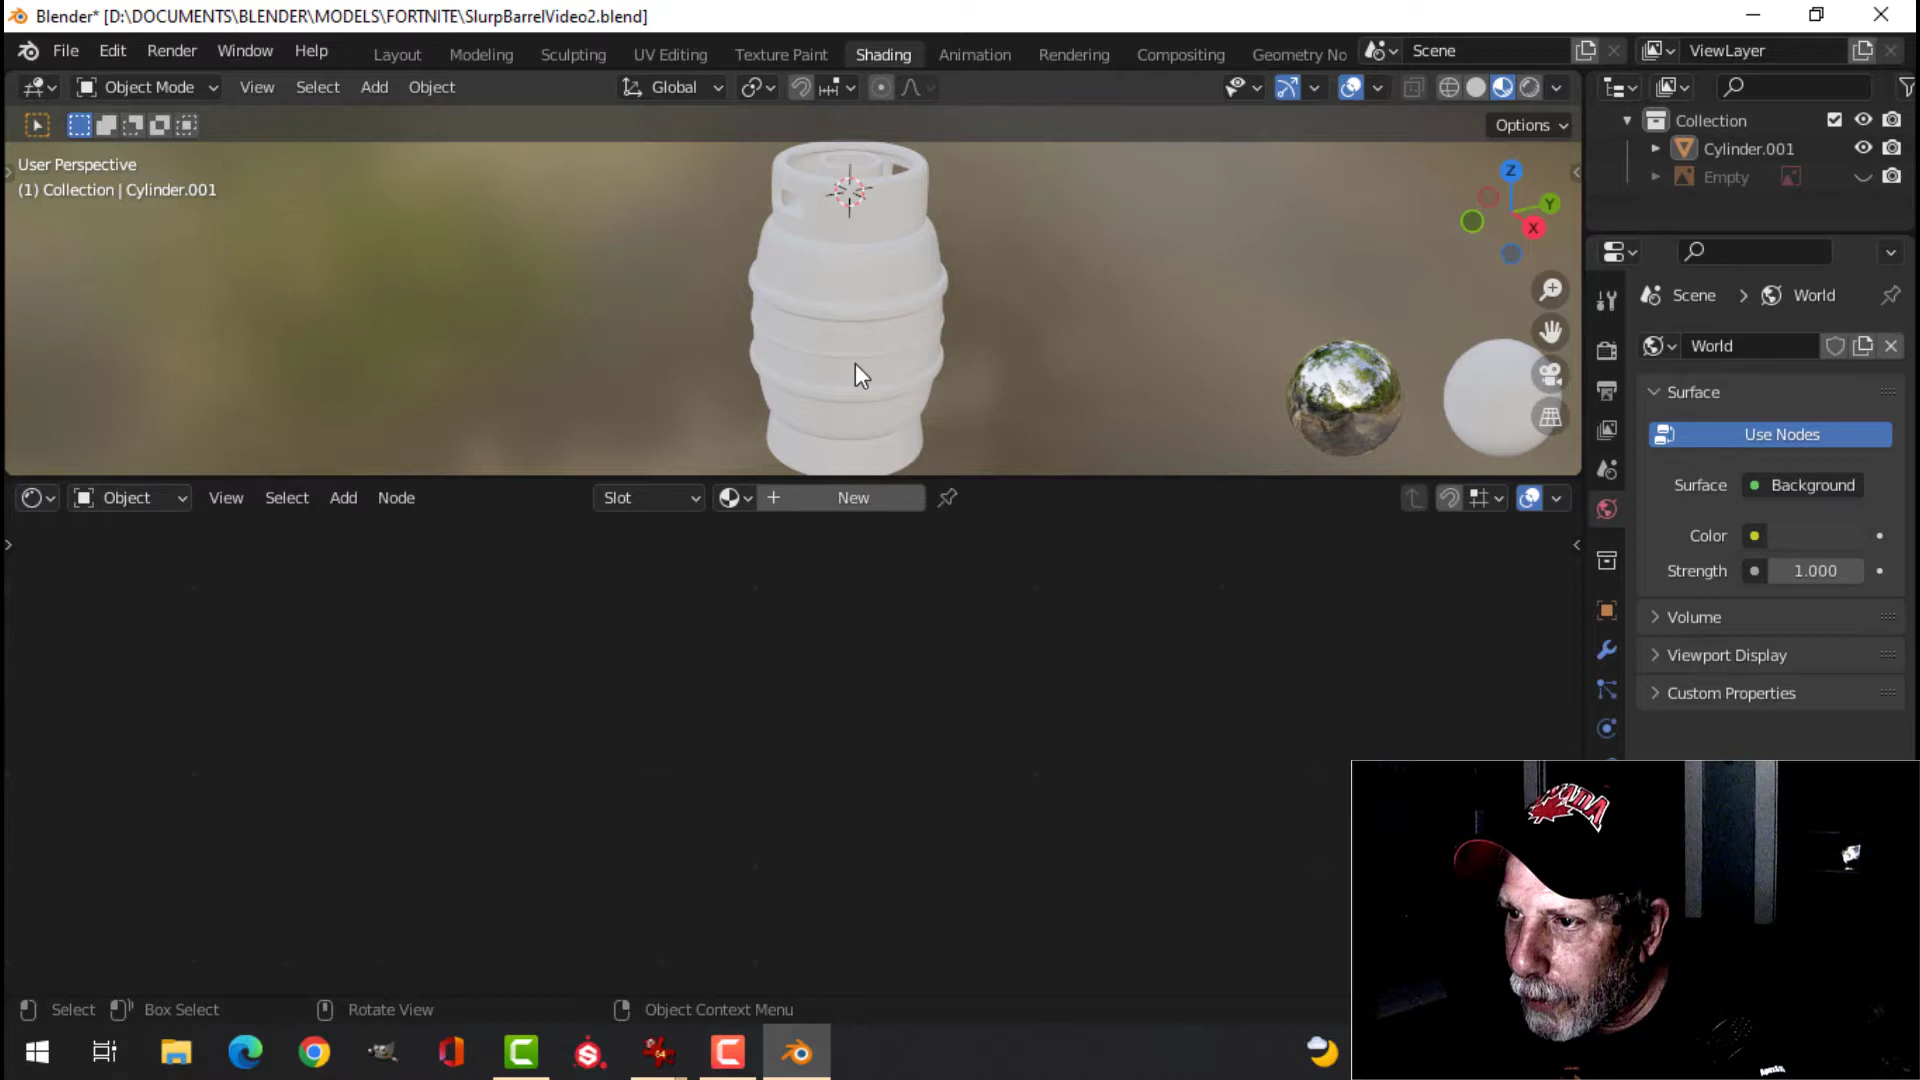 Blender* [D:\DOCUMENTS\BLENDER\MODELS\FORTNITE\SlurpBarrelVideo2.blend]
File Edit Render Window Help Layout Modeling Sculpting UV Editing Texture Paint Shading Animation Rendering Compositing Geometry No Scene ViewLayer
Object Mode View Select Add Object Global
Options
User Perspective
(1) Collection | Cylinder.001
Z
Y
X
Collection
Cylinder.001
Empty
Scene > World
World
Surface
Use Nodes
Surface Background
Color
Strength 1.000
Volume
Viewport Display
Custom Properties
Object View Select Add Node Slot New
Select Box Select Rotate View Object Context Menu